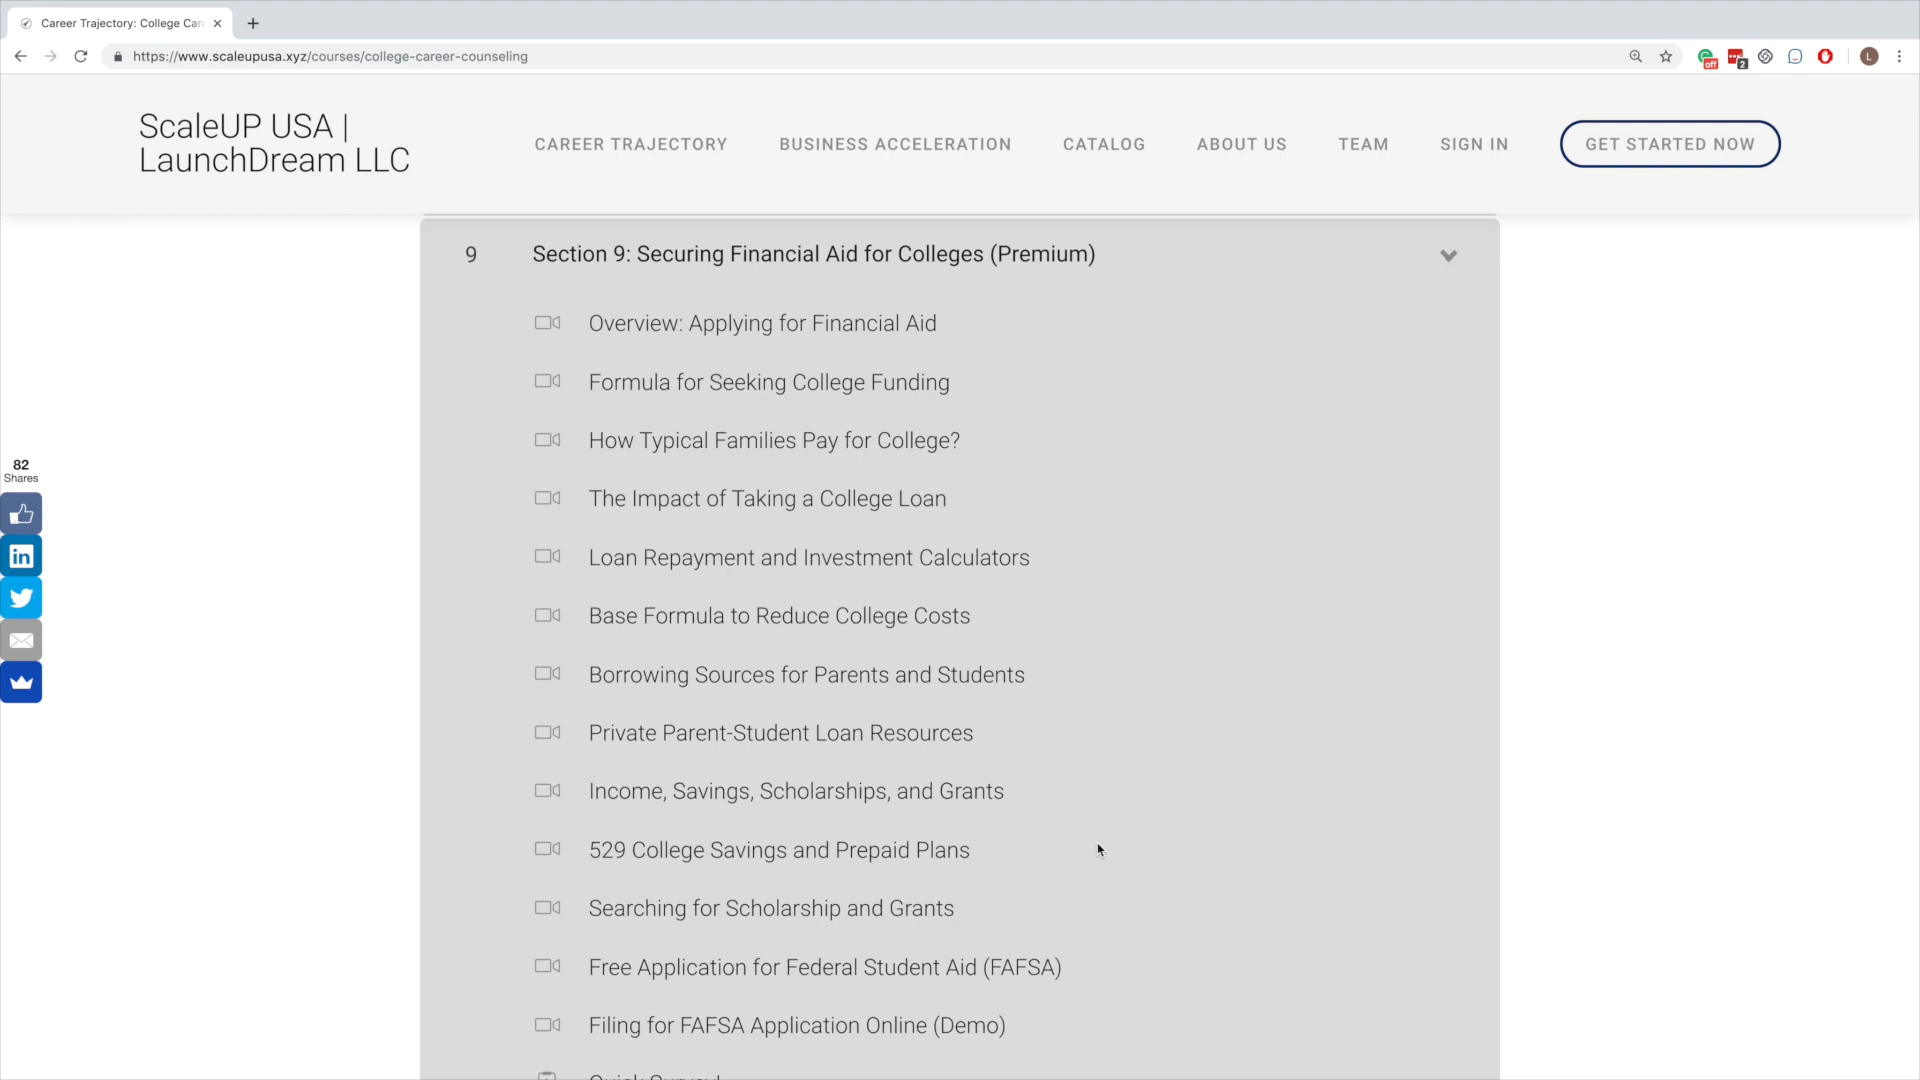 Career Trajectory: College Car
https://www.scaleupusa.xyz/courses/college-career-counseling
off
2
L
ScaleUP USA |
LaunchDream LLC
CAREER TRAJECTORY
BUSINESS ACCELERATION
CATALOG
ABOUT US
TEAM
SIGN IN
GET STARTED NOW
9
Section 9: Securing Financial Aid for Colleges (Premium)
Overview: Applying for Financial Aid
Formula for Seeking College Funding
How Typical Families Pay for College?
82
Shares
The Impact of Taking a College Loan
in
Loan Repayment and Investment Calculators
Base Formula to Reduce College Costs
Borrowing Sources for Parents and Students
Private Parent-Student Loan Resources
Income, Savings, Scholarships, and Grants
529 College Savings and Prepaid Plans
Searching for Scholarship and Grants
Free Application for Federal Student Aid (FAFSA)
Filing for FAFSA Application Online (Demo)
Quick Survey!